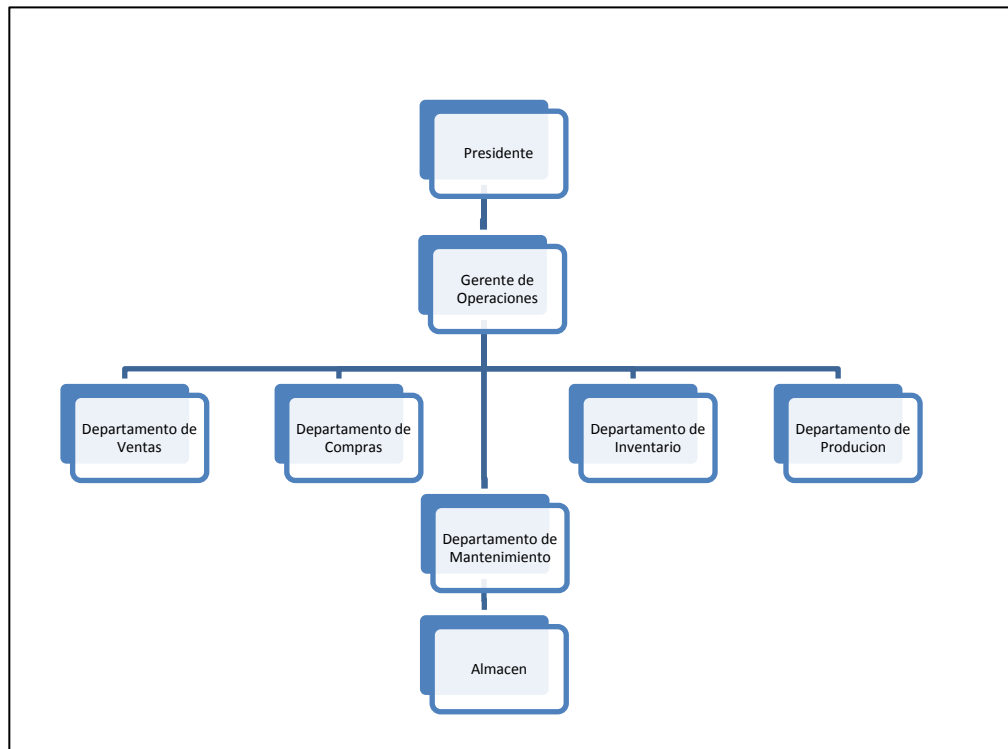 Presidente
Gerente de
Operaciones
Departamento de
Ventas
Departamento de
Compras
Departamento de
Inventario
Departamento de
Producion
Departamento de
Mantenimiento
Almacen